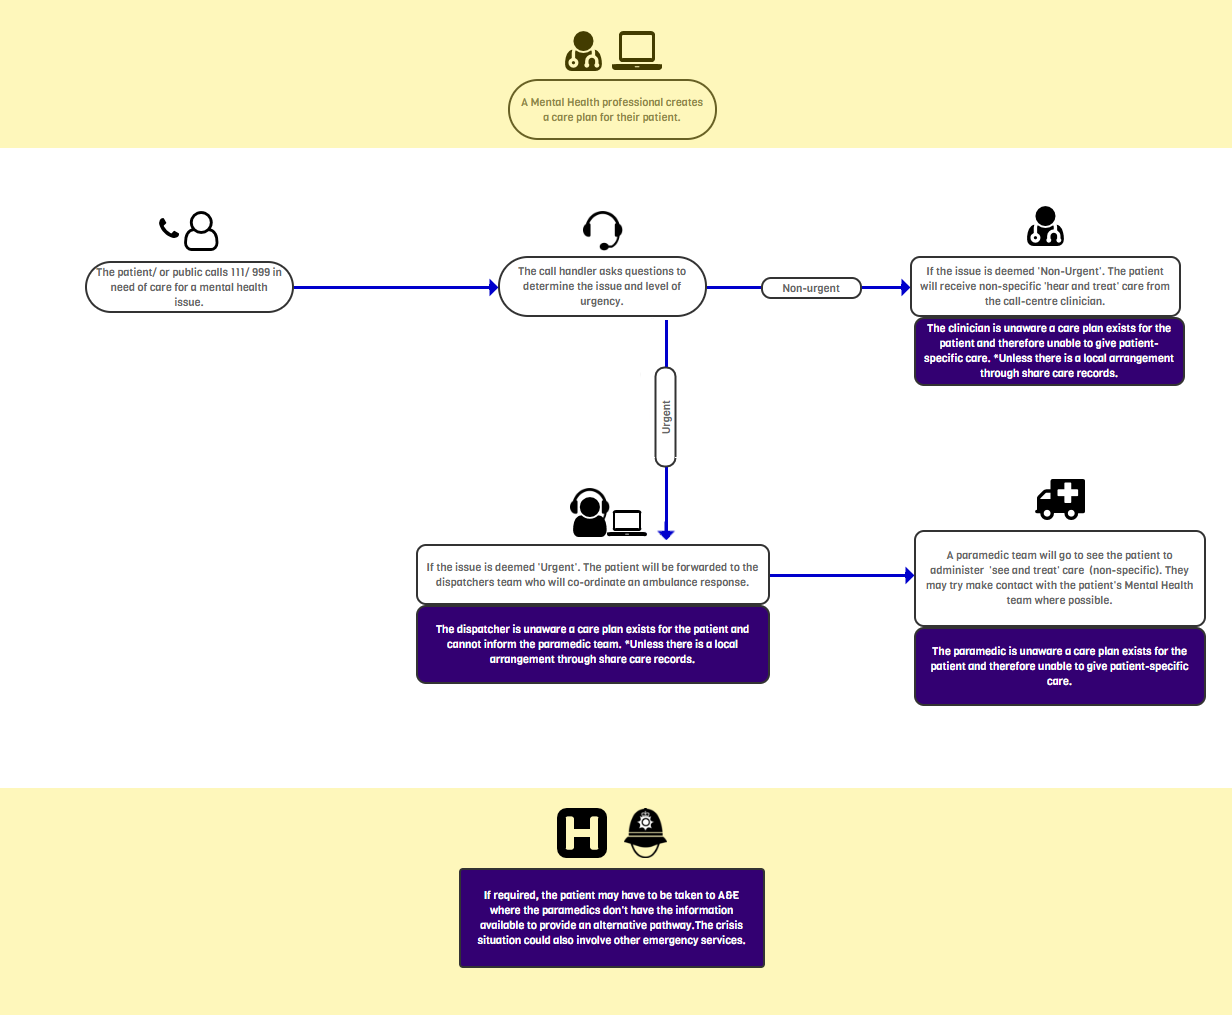 A Mental Health professional creates
a care plan for their patient.
The patient/ or public calls 111/ 999 in
need of care for a mental health
issue.
The call handler asks questions to
determine the issue and level of
urgency.
Non-urgent
If the issue is deemed 'Non-Urgent'. The patient
will receive non-specific 'hear and treat' care from
the call-centre clinician.
The clinician is unaware a care plan exists for the
patient and therefore unable to give patient-
specific care. *Unless there is a local arrangement
through share care records.
Urgent
If the issue is deemed 'Urgent'. The patient will be forwarded to the
dispatchers team who will co-ordinate an ambulance response.
The dispatcher is unaware a care plan exists for the patient and
cannot inform the paramedic team. *Unless there is a local
arrangement through share care records.
A paramedic team will go to see the patient to
administer 'see and treat' care (non-specific). They
may try make contact with the patient's Mental Health
team where possible.
The paramedic is unaware a care plan exists for the
patient and therefore unable to give patient-specific
care.
H
If required, the patient may have to be taken to A&E
where the paramedics don't have the information
available to provide an alternative pathway.The crisis
situation could also involve other emergency services.